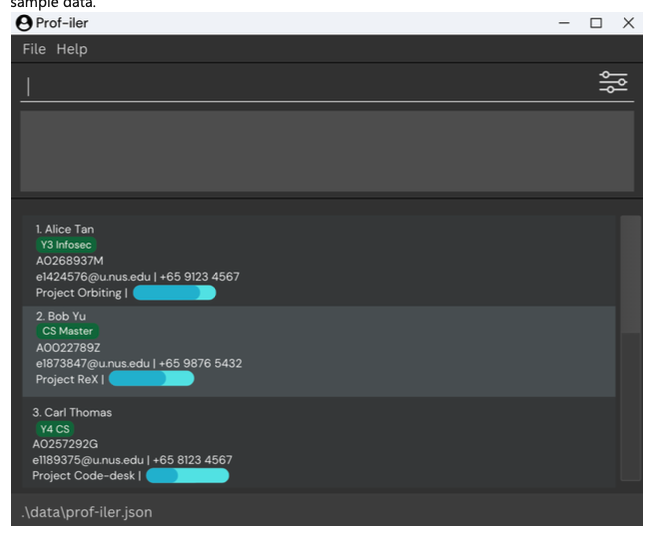 sample data.
Prof-iler
File Help
1. Alice Tan
Y3 Infosec
A0268937M
e1424576@u.nus.edu | +65 9123 4567
Project Orbiting |
2. Bob Yu
CS Master
A0022789Z
e1873847@u.nus.edu | +65 9876 5432
Project ReX |
3. Carl Thomas
Y4 CS
A0257292G
e1189375@u.nus.edu | +65 8123 4567
Project Code-desk |
.\data\prof-iler.json